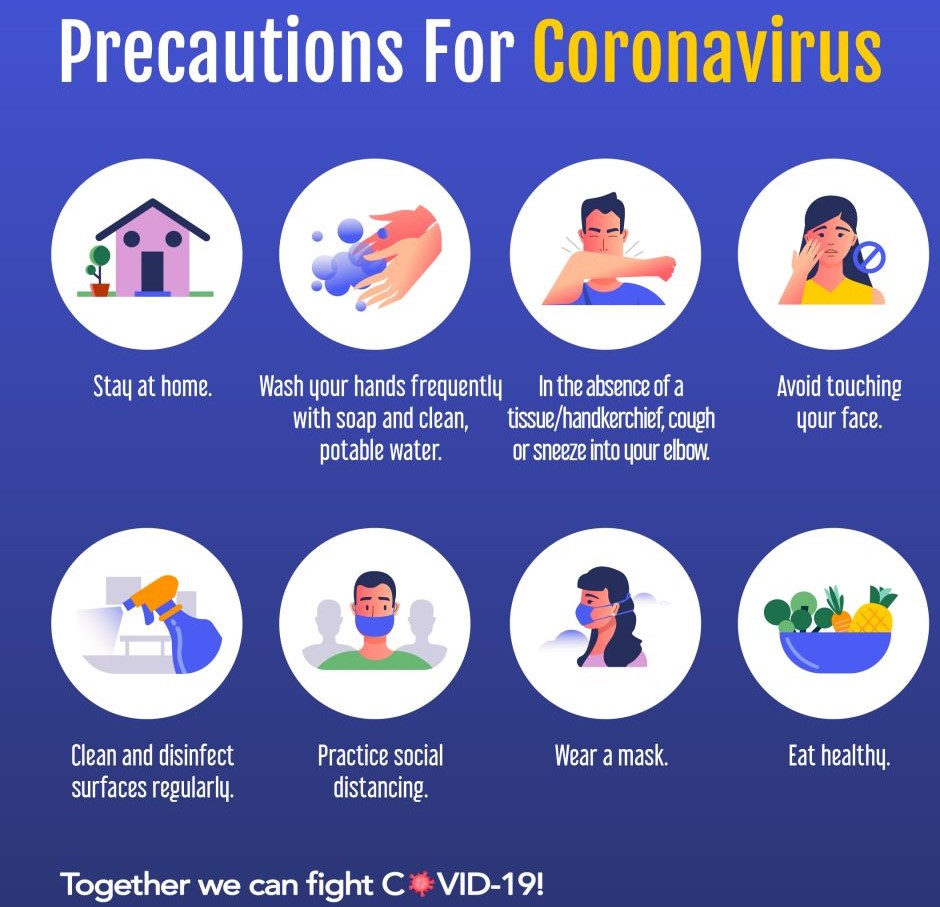 Precautions For Coronavirus
Stay at home.
Wash your hands frequently
with soap and clean,
potable water.
In the absence of a
tissue/handkerchief, cough
or sneeze into your elbow.
Avoid touching
your face.
Clean and disinfect
surfaces regularly.
Practice social
distancing.
Wear a mask.
Eat healthy.
Together we can fight COVID-19!